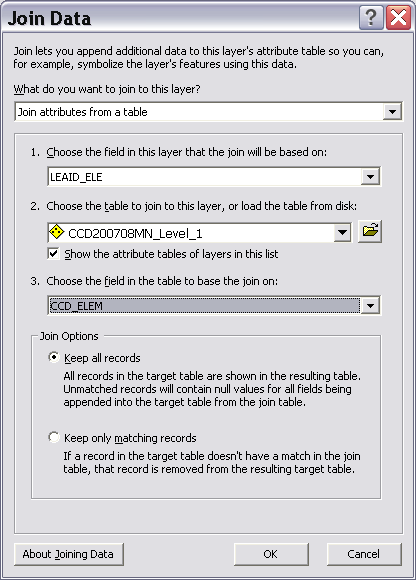 Join Data
Join lets you append additional data to this layer's attribute table so you can,
for example, symbolize the layer's features using this data.
What do you want to join to this layer?
Join attributes from a table
1. Choose the field in this layer that the join will be based on:
LEAID_ELE
2. Choose the table to join to this layer, or load the table from disk:
CCD200708MN_Level_1
Show the attribute tables of layers in this list
3. Choose the field in the table to base the join on:
CCD_ELEM
Join Options
Keep all records
All records in the target table are shown in the resulting table.
Unmatched records will contain null values for all fields being
appended into the target table from the join table.
Keep only matching records
If a record in the target table doesn't have a match in the join
table, that record is removed from the resulting target table.
About Joining Data
OK
Cancel